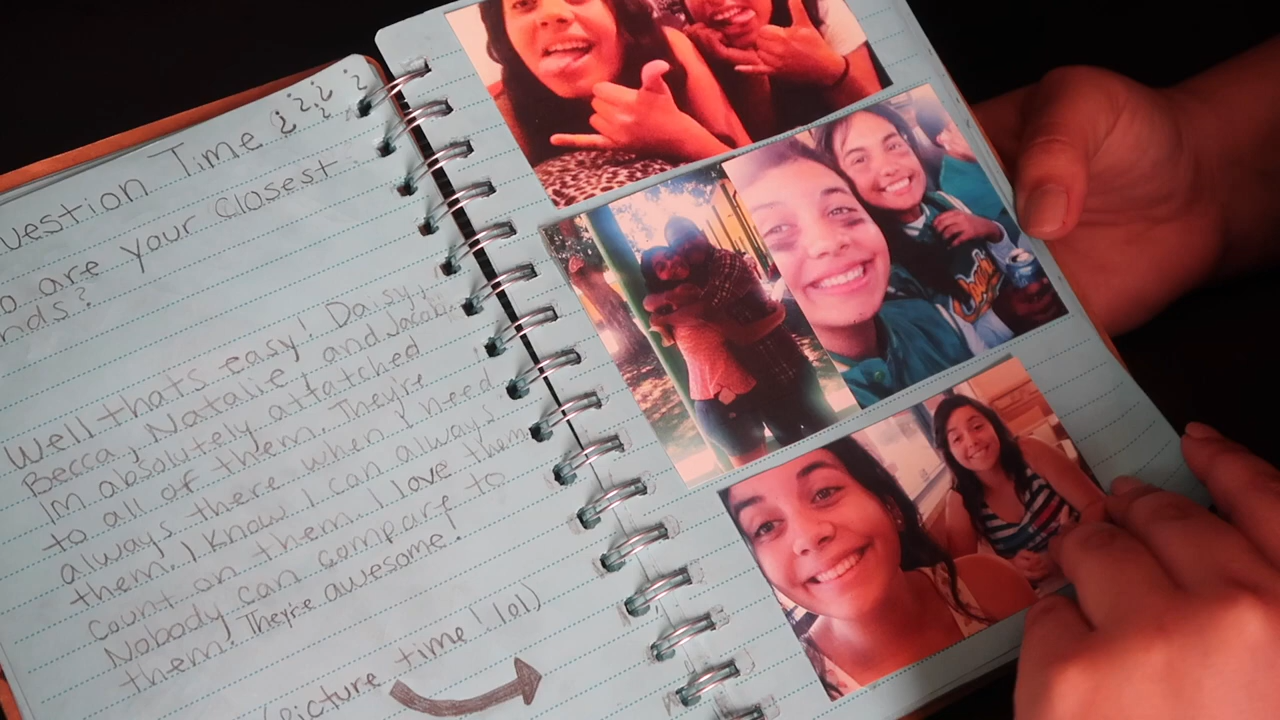 uestion Time ¿¿¿¿¿
o are your closest
nds?
Well thats easy! Daisy,
Becca, Natalie and Jacob.
Im absolutely attatched
to all of them. They're
always there when I need
them. I know I can always
count on them. I love them
Nobody can compare to
them. They're awesome.
(picture time! lol)